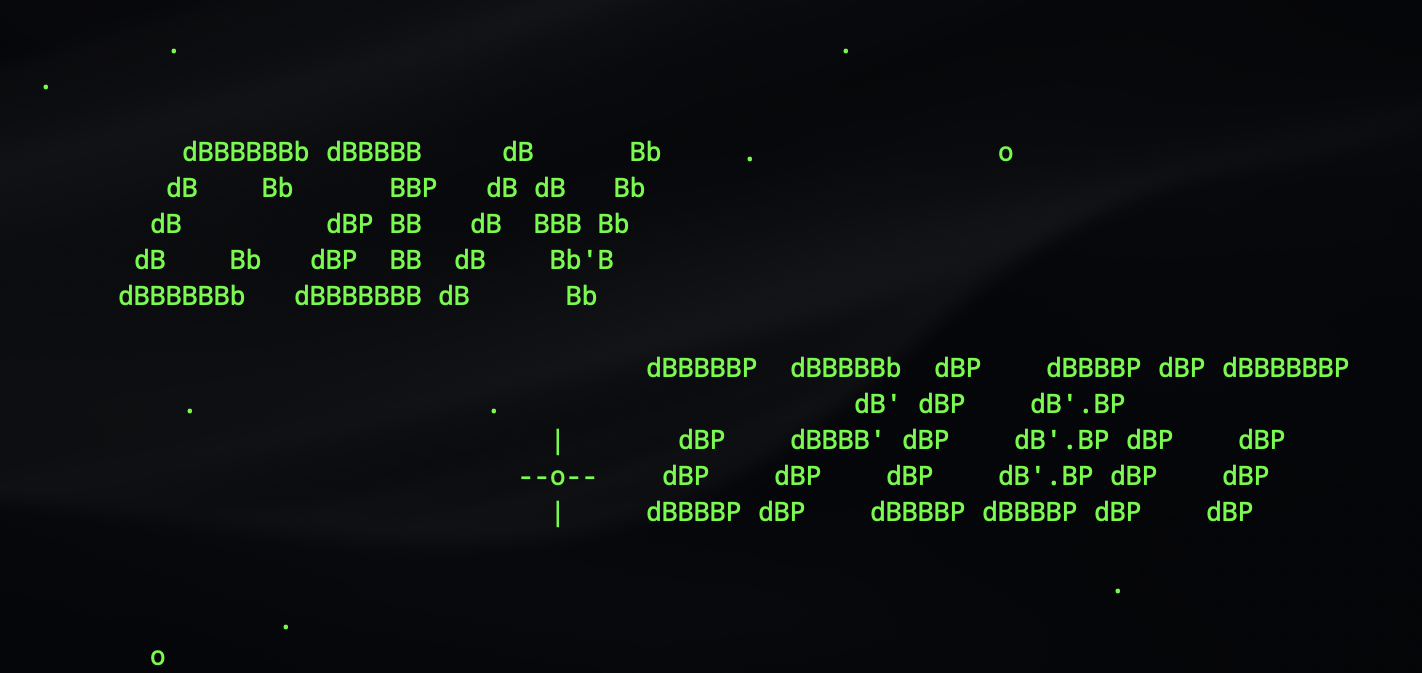 . .
.
dBBBBBBb dBBBBB dB Bb . o
dB Bb BBP dB dB Bb
dB dBP BB dB BBB Bb
dB Bb dBP BB dB Bb'B
dBBBBBBb dBBBBBBB dB Bb
dBBBBBP dBBBBBb dBP dBBBBP dBP dBBBBBBP
. . dB' dBP dB'.BP
| dBP dBBBB' dBP dB'.BP dBP dBP
--o-- dBP dBP dBP dB'.BP dBP dBP
| dBBBBP dBP dBBBBP dBBBBP dBP dBP
.
.
o